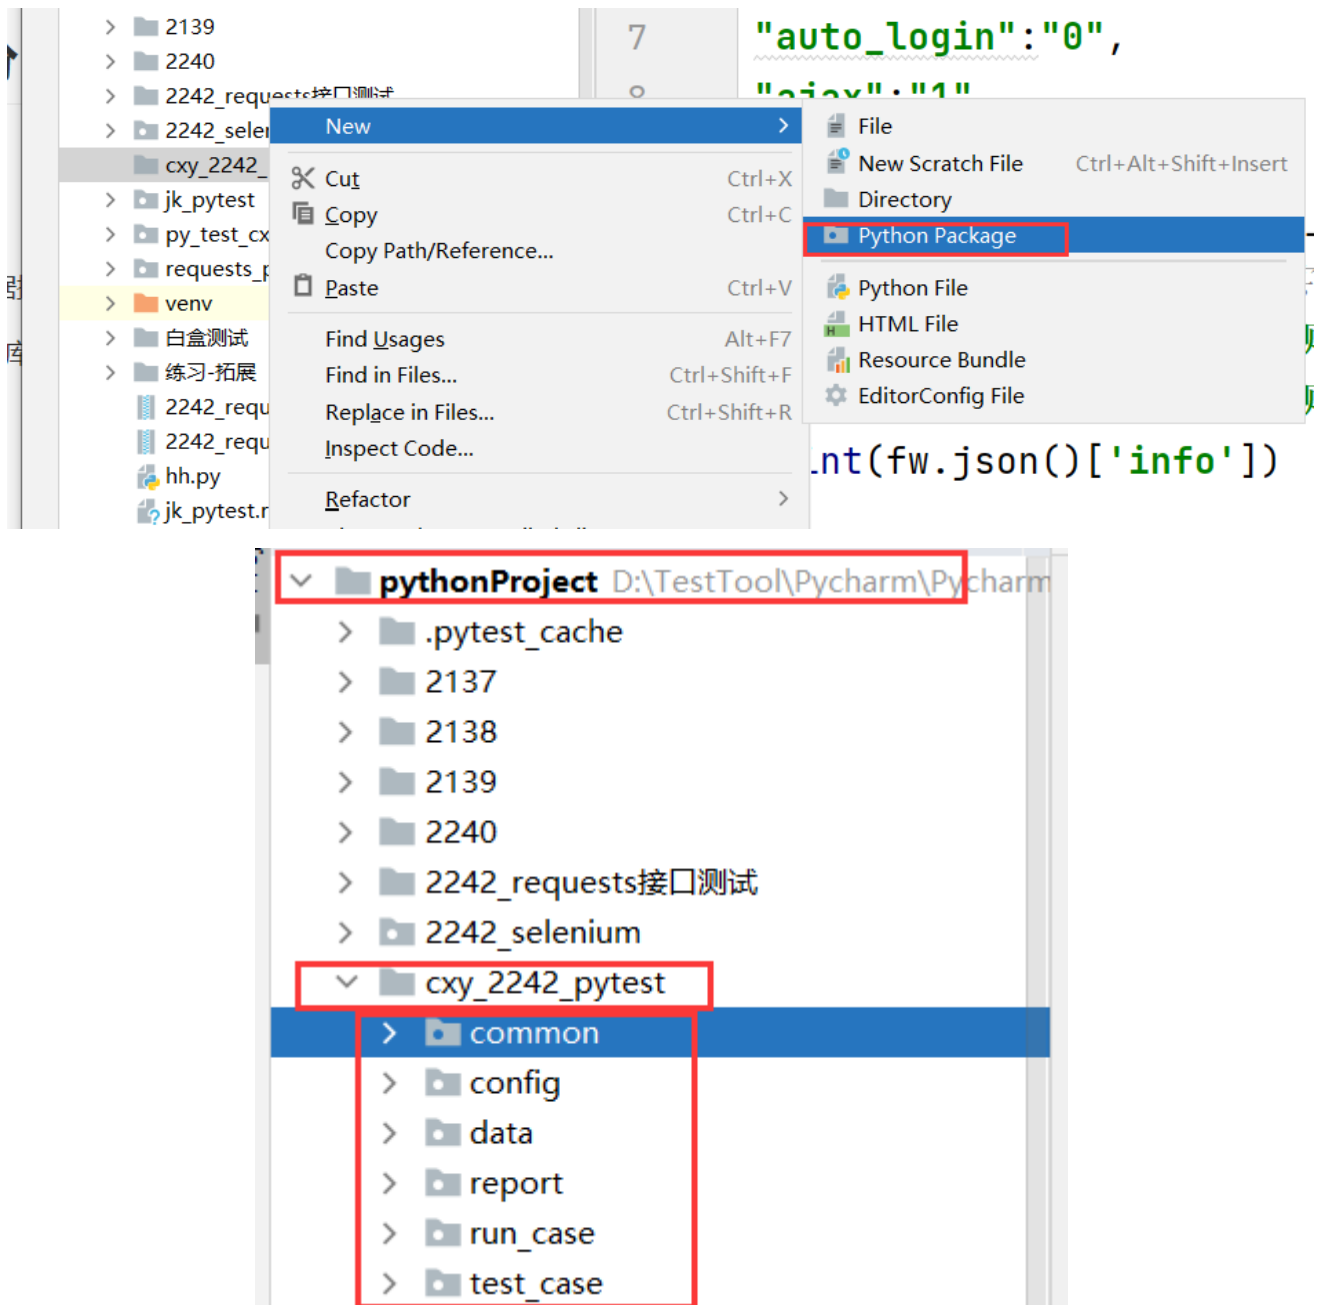 2139
7
"auto_login":"0",
2240
8
"ajax":"1"
2242_requests接口测试
New
File
2242_sele
cxy_2242_
Cut Ctrl+X
New Scratch File Ctrl+Alt+Shift+Insert
jk_pytest
Copy Ctrl+C
Directory
py_test_cx
Copy Path/Reference...
Python Package
requests_p
Paste Ctrl+V
Python File
venv
HTML File
白盒测试
Find Usages Alt+F7
Resource Bundle
练习-拓展
Find in Files... Ctrl+Shift+F
EditorConfig File
2242_requ
Replace in Files... Ctrl+Shift+R
2242_requ
Inspect Code...
int(fw.json()['info'])
hh.py
Refactor
jk_pytest.r
pythonProject D:\TestTool\Pycharm\Pycharm
.pytest_cache
2137
2138
2139
2240
2242_requests接口测试
2242_selenium
cxy_2242_pytest
common
config
data
report
run_case
test_case